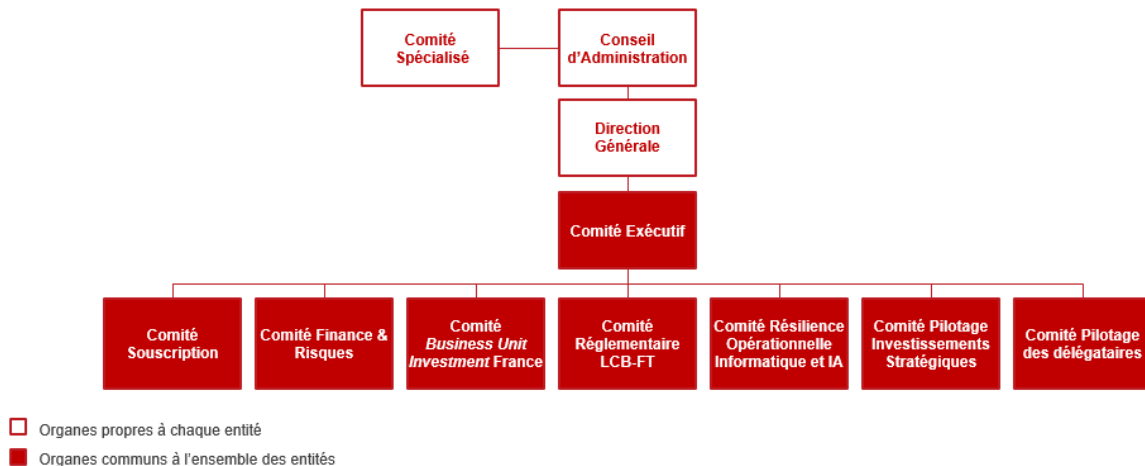 Comité
Spécialisé
Conseil
d'Administration
Direction
Générale
Comité Exécutif
Comité
Souscription
Comité Finance &
Risques
Comité
Business Unit
Investment France
Comité
Réglementaire
LCB-FT
Comité Résilience
Opérationnelle
Informatique et IA
Comité Pilotage
Investissements
Stratégiques
Comité Pilotage
des délégataires
Organes propres à chaque entité
Organes communs à l'ensemble des entités